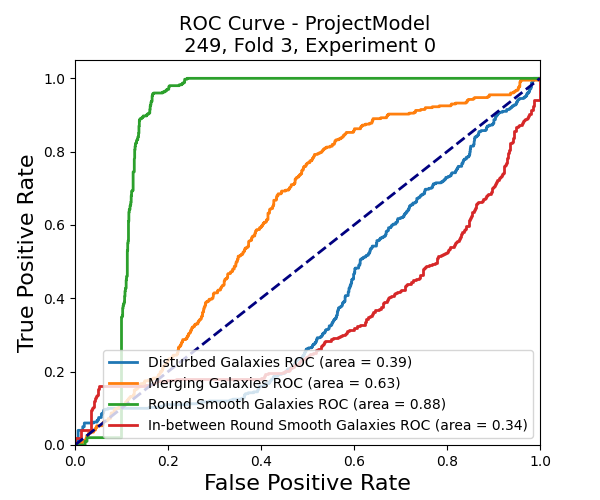 ROC Curve - ProjectModel
249, Fold 3, Experiment 0
True Positive Rate
1.0
0.8
0.6
0.4
0.2
0.0
Disturbed Galaxies ROC (area = 0.39)
Merging Galaxies ROC (area = 0.63)
Round Smooth Galaxies ROC (area = 0.88)
In-between Round Smooth Galaxies ROC (area = 0.34)
0.0 0.2 0.4 0.6 0.8 1.0
False Positive Rate